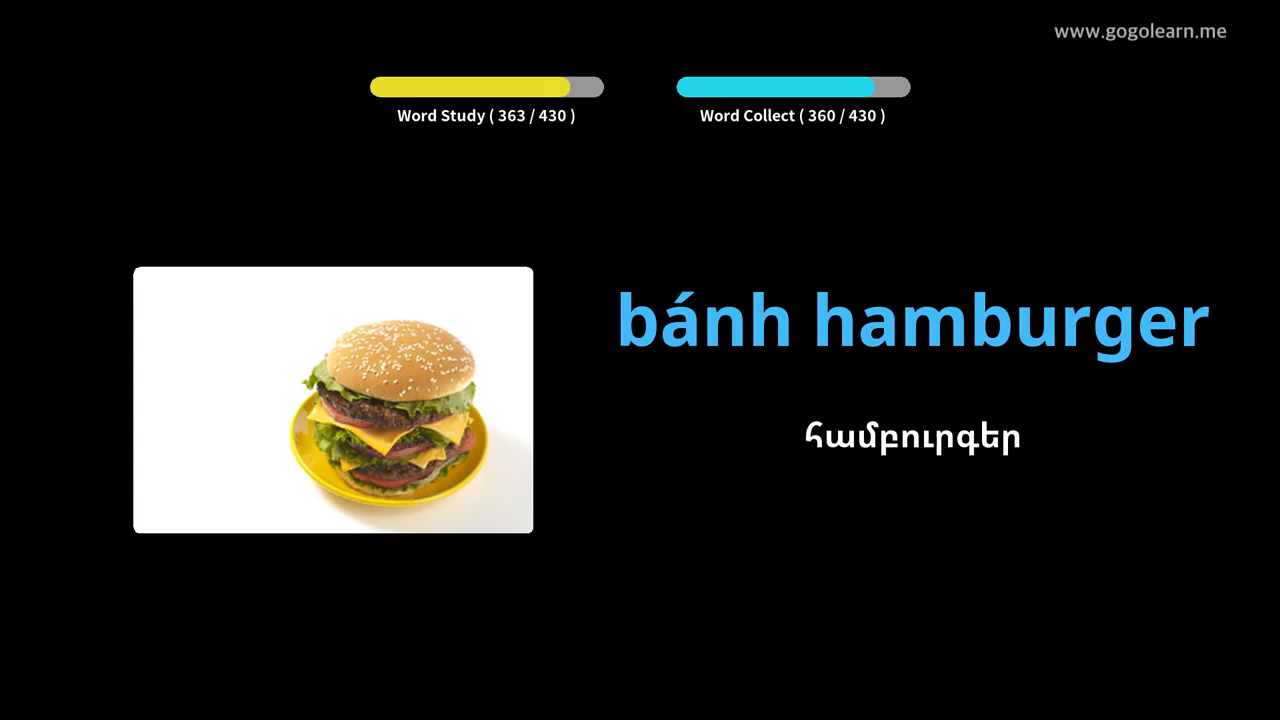 www.gogolearn.me
Word Study ( 363 / 430 )
Word Collect ( 360 / 430 )
bánh hamburger
համբուրգեր